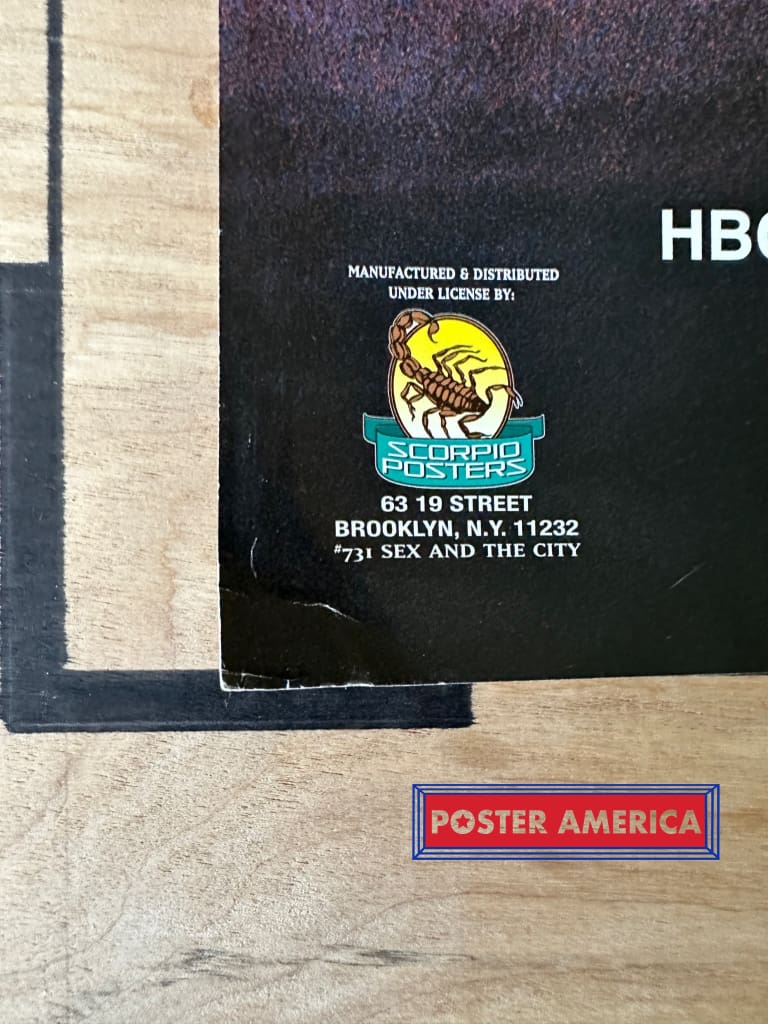 HBO
MANUFACTURED & DISTRIBUTED
UNDER LICENSE BY:
SCORPIO
POSTERS
63 19 STREET
BROOKLYN, N.Y. 11232
#731 SEX AND THE CITY
POSTER AMERICA